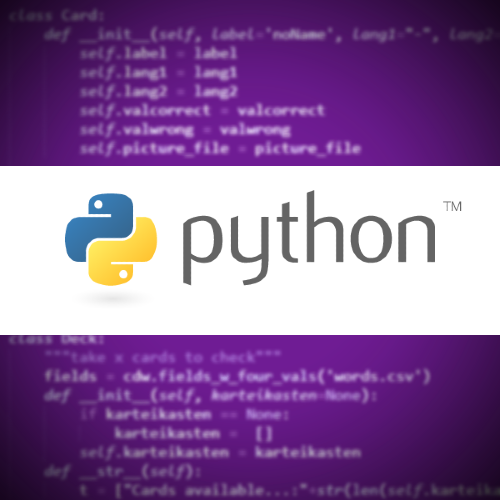 class Card:
def __init__(self, label='noName', lang1="-", lang2=
self.label = label
self.lang1 = lang1
self.lang2 = lang2
self.valcorrect = valcorrect
self.valwrong = valwrong
self.picture_file = picture_file
python TM
class Deck:
"""take x cards to check"""
fields = cdw.fields_w_four_vals('words.csv')
def __init__(self, karteikasten=None):
if karteikasten == None:
karteikasten = []
self.karteikasten = karteikasten
def __str__(self):
t = ["Cards available...:"+str(len(self.karteika